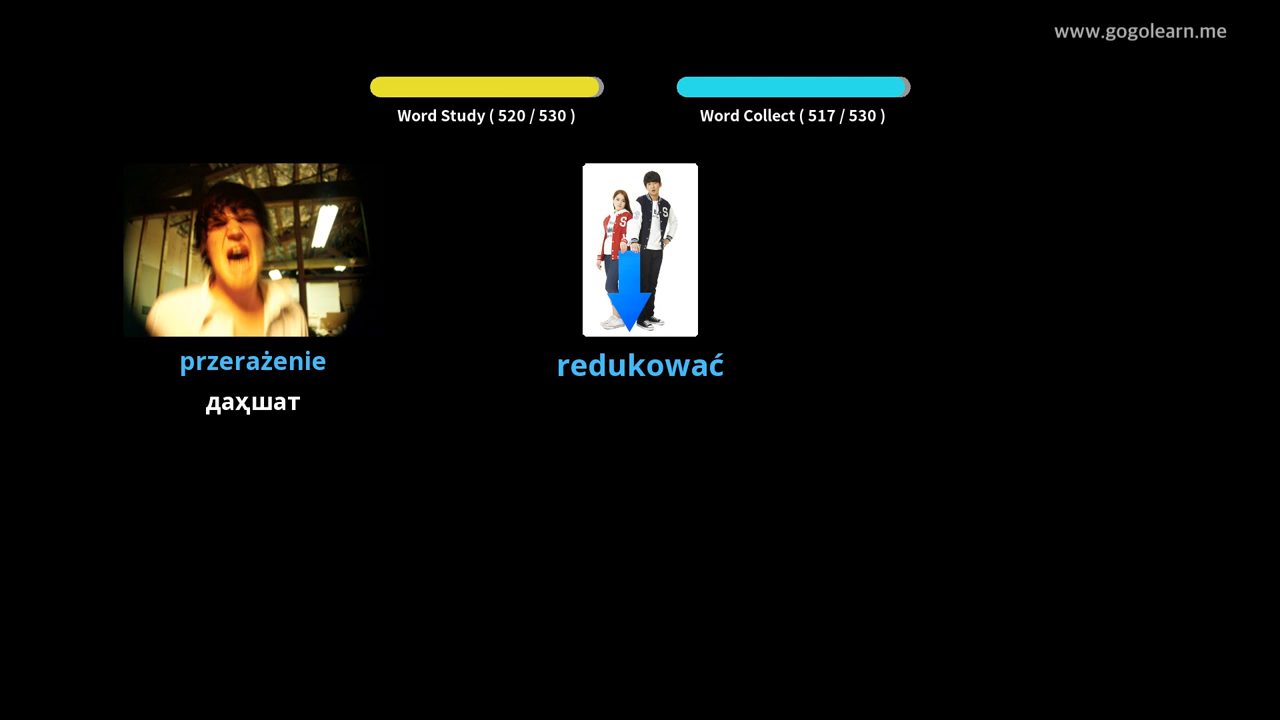 www.gogolearn.me
Word Study ( 520 / 530 )
Word Collect ( 517 / 530 )
przerażenie
даҳшат
redukować